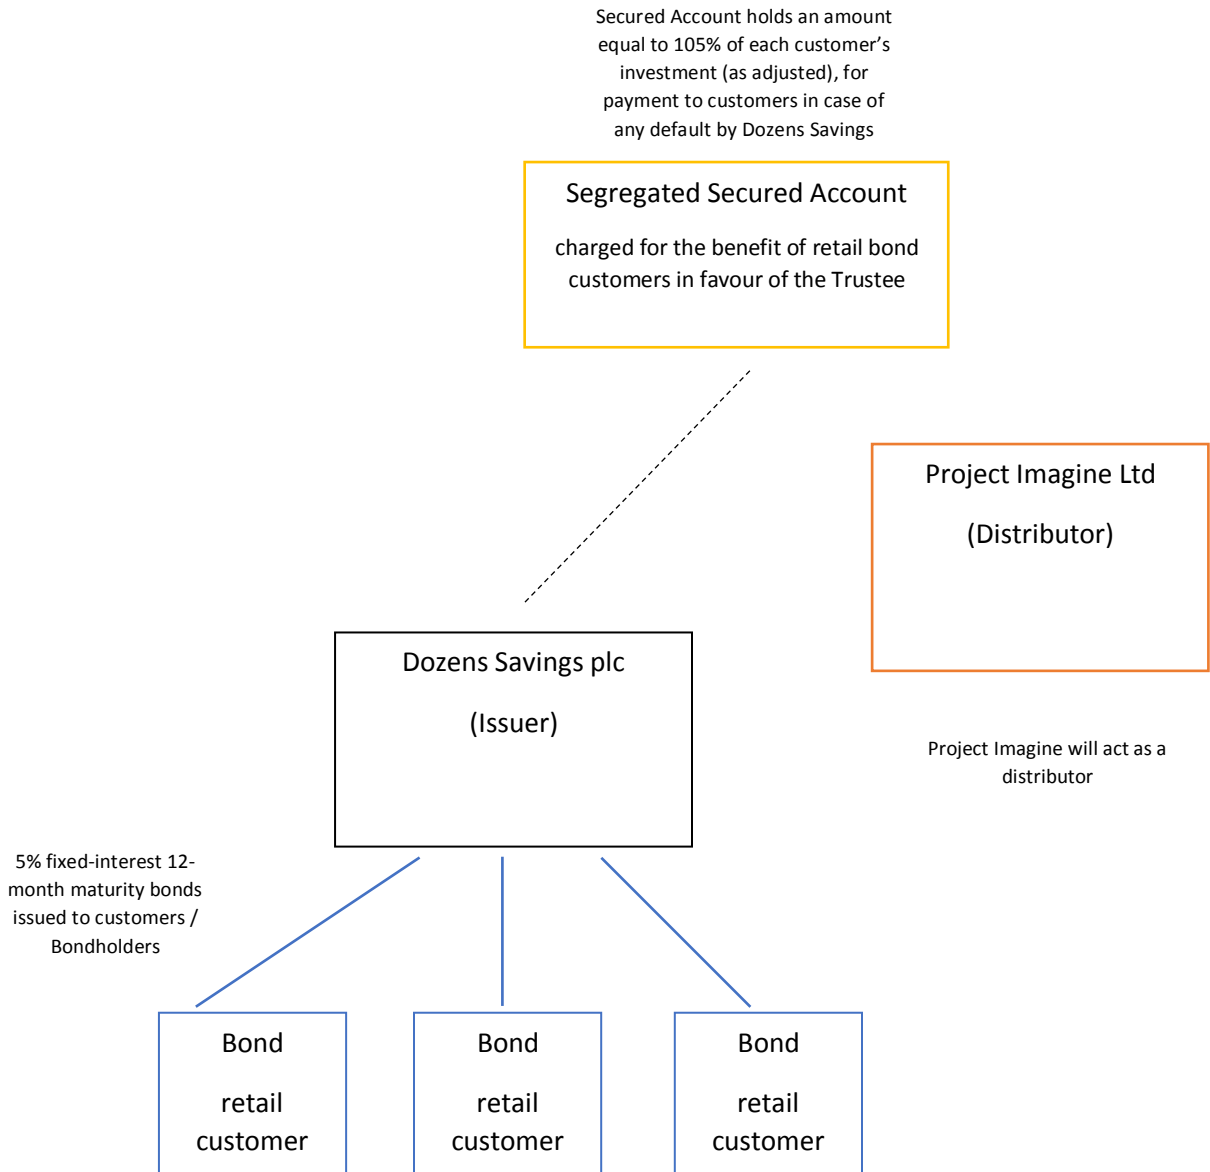 Secured Account holds an amount
equal to 105% of each customer’s
investment (as adjusted), for
payment to customers in case of
any default by Dozens Savings
Segregated Secured Account
charged for the benefit of retail bond
customers in favour of the Trustee
Project Imagine Ltd
(Distributor)
Project Imagine will act as a
distributor
Dozens Savings plc
(Issuer)
5% fixed-interest 12-
month maturity bonds
issued to customers /
Bondholders
Bond
retail
customer
Bond
retail
customer
Bond
retail
customer